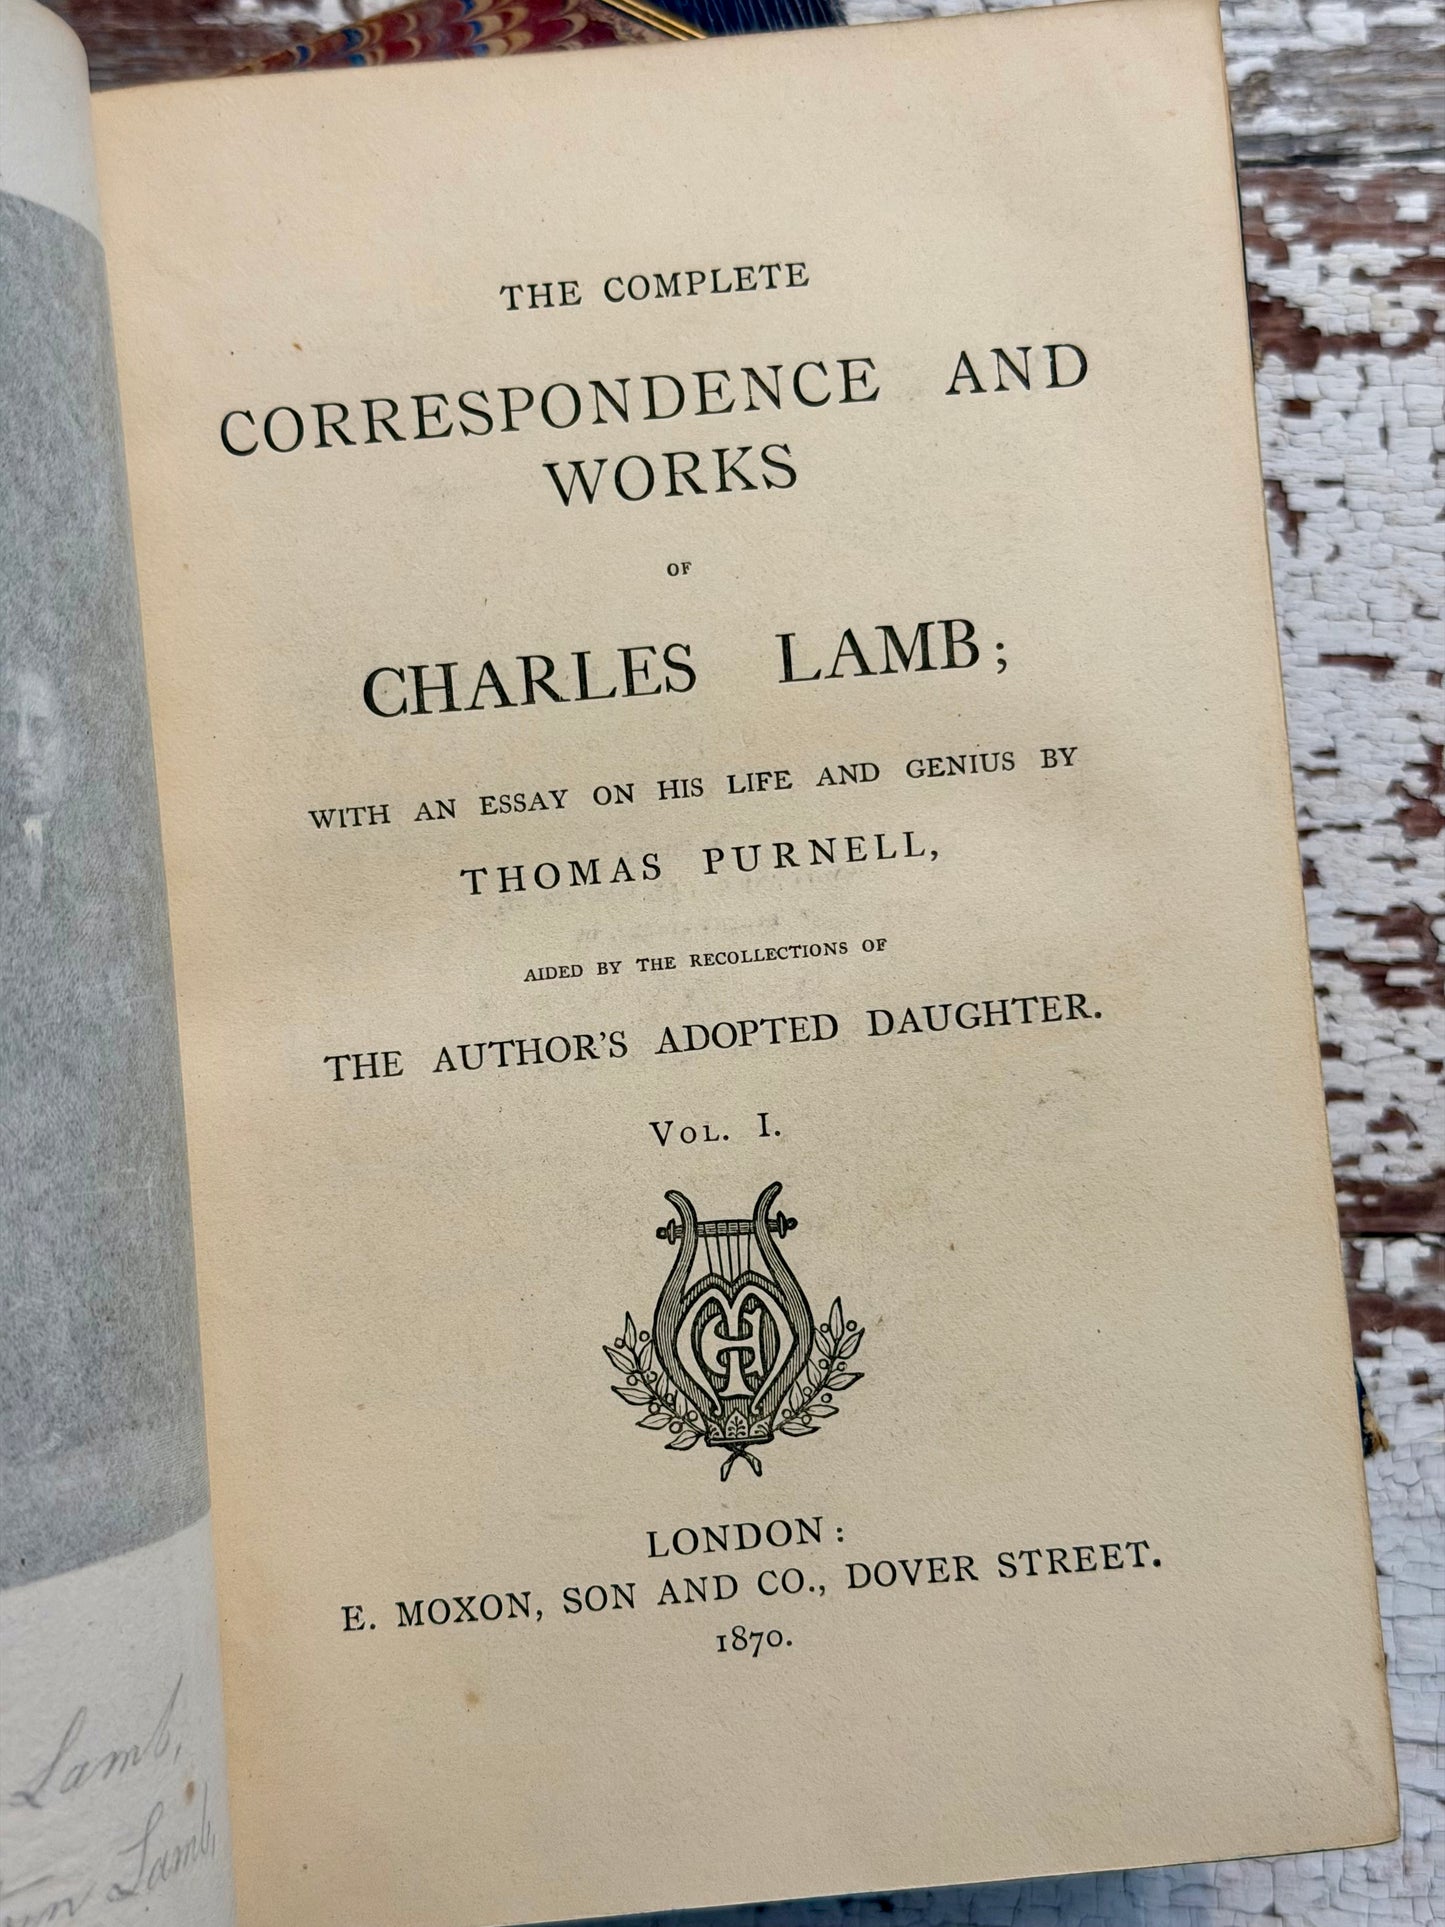 THE COMPLETE
CORRESPONDENCE AND
WORKS
OF
CHARLES LAMB;
WITH AN ESSAY ON HIS LIFE AND GENIUS BY
THOMAS PURNELL,
AIDED BY THE RECOLLECTIONS OF
THE AUTHOR'S ADOPTED DAUGHTER.
VOL. I.
LONDON:
E. MOXON, SON AND CO., DOVER STREET.
1870.
Lamb,
Lamb,